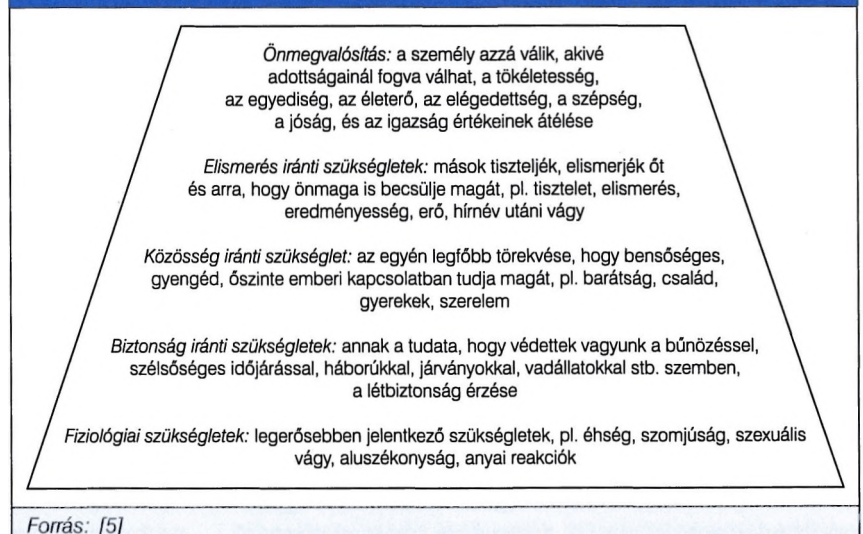 Önmegvalósítás: a személy azzá válik, akivé
adottságainál fogva válhat, a tökéletesség,
az egyediség, az életerő, az elégedettség, a szépség,
a jóság, és az igazság értékeinek átélése
Elismerés iránti szükségletek: mások tiszteljék, elismerjék őt
és arra, hogy önmaga is becsülje magát, pl. tisztelet, elismerés,
eredményesség, erő, hírnév utáni vágy
Közösség iránti szükséglet: az egyén legfőbb törekvése, hogy bensőséges,
gyengéd, őszinte emberi kapcsolatban tudja magát, pl. barátság, család,
gyerekek, szerelem
Biztonság iránti szükségletek: annak a tudata, hogy védettek vagyunk a bűnözéssel,
szélsőséges időjárással, háborúkkal, járványokkal, vadállatokkal stb. szemben,
a létbiztonság érzése
Fiziológiai szükségletek: legerősebben jelentkező szükségletek, pl. éhség, szomjúság, szexuális
vágy, aluszékonyság, anyai reakciók
Forrás: [5]